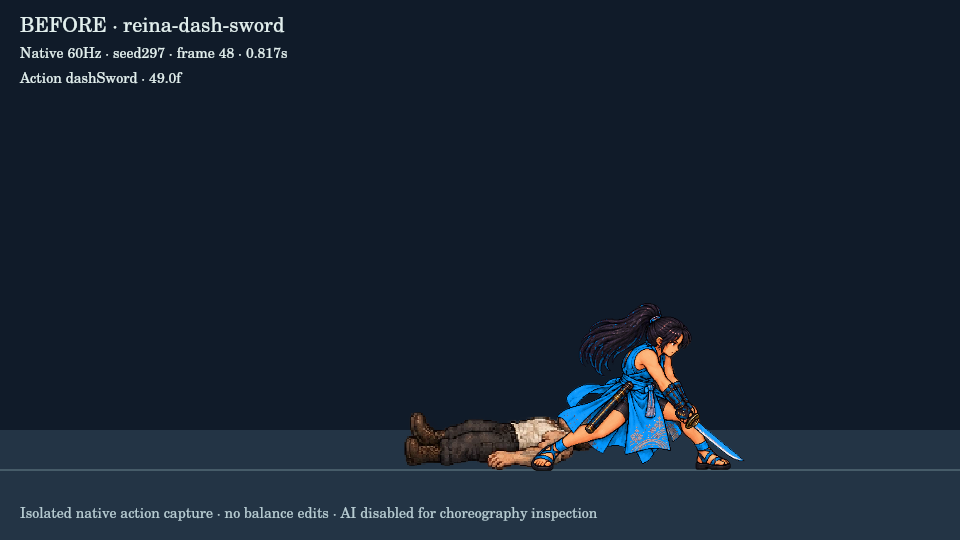 BEFORE · reina-dash-sword
Native 60Hz · seed297 · frame 48 · 0.817s
Action dashSword · 49.0f
Isolated native action capture · no balance edits · AI disabled for choreography inspection